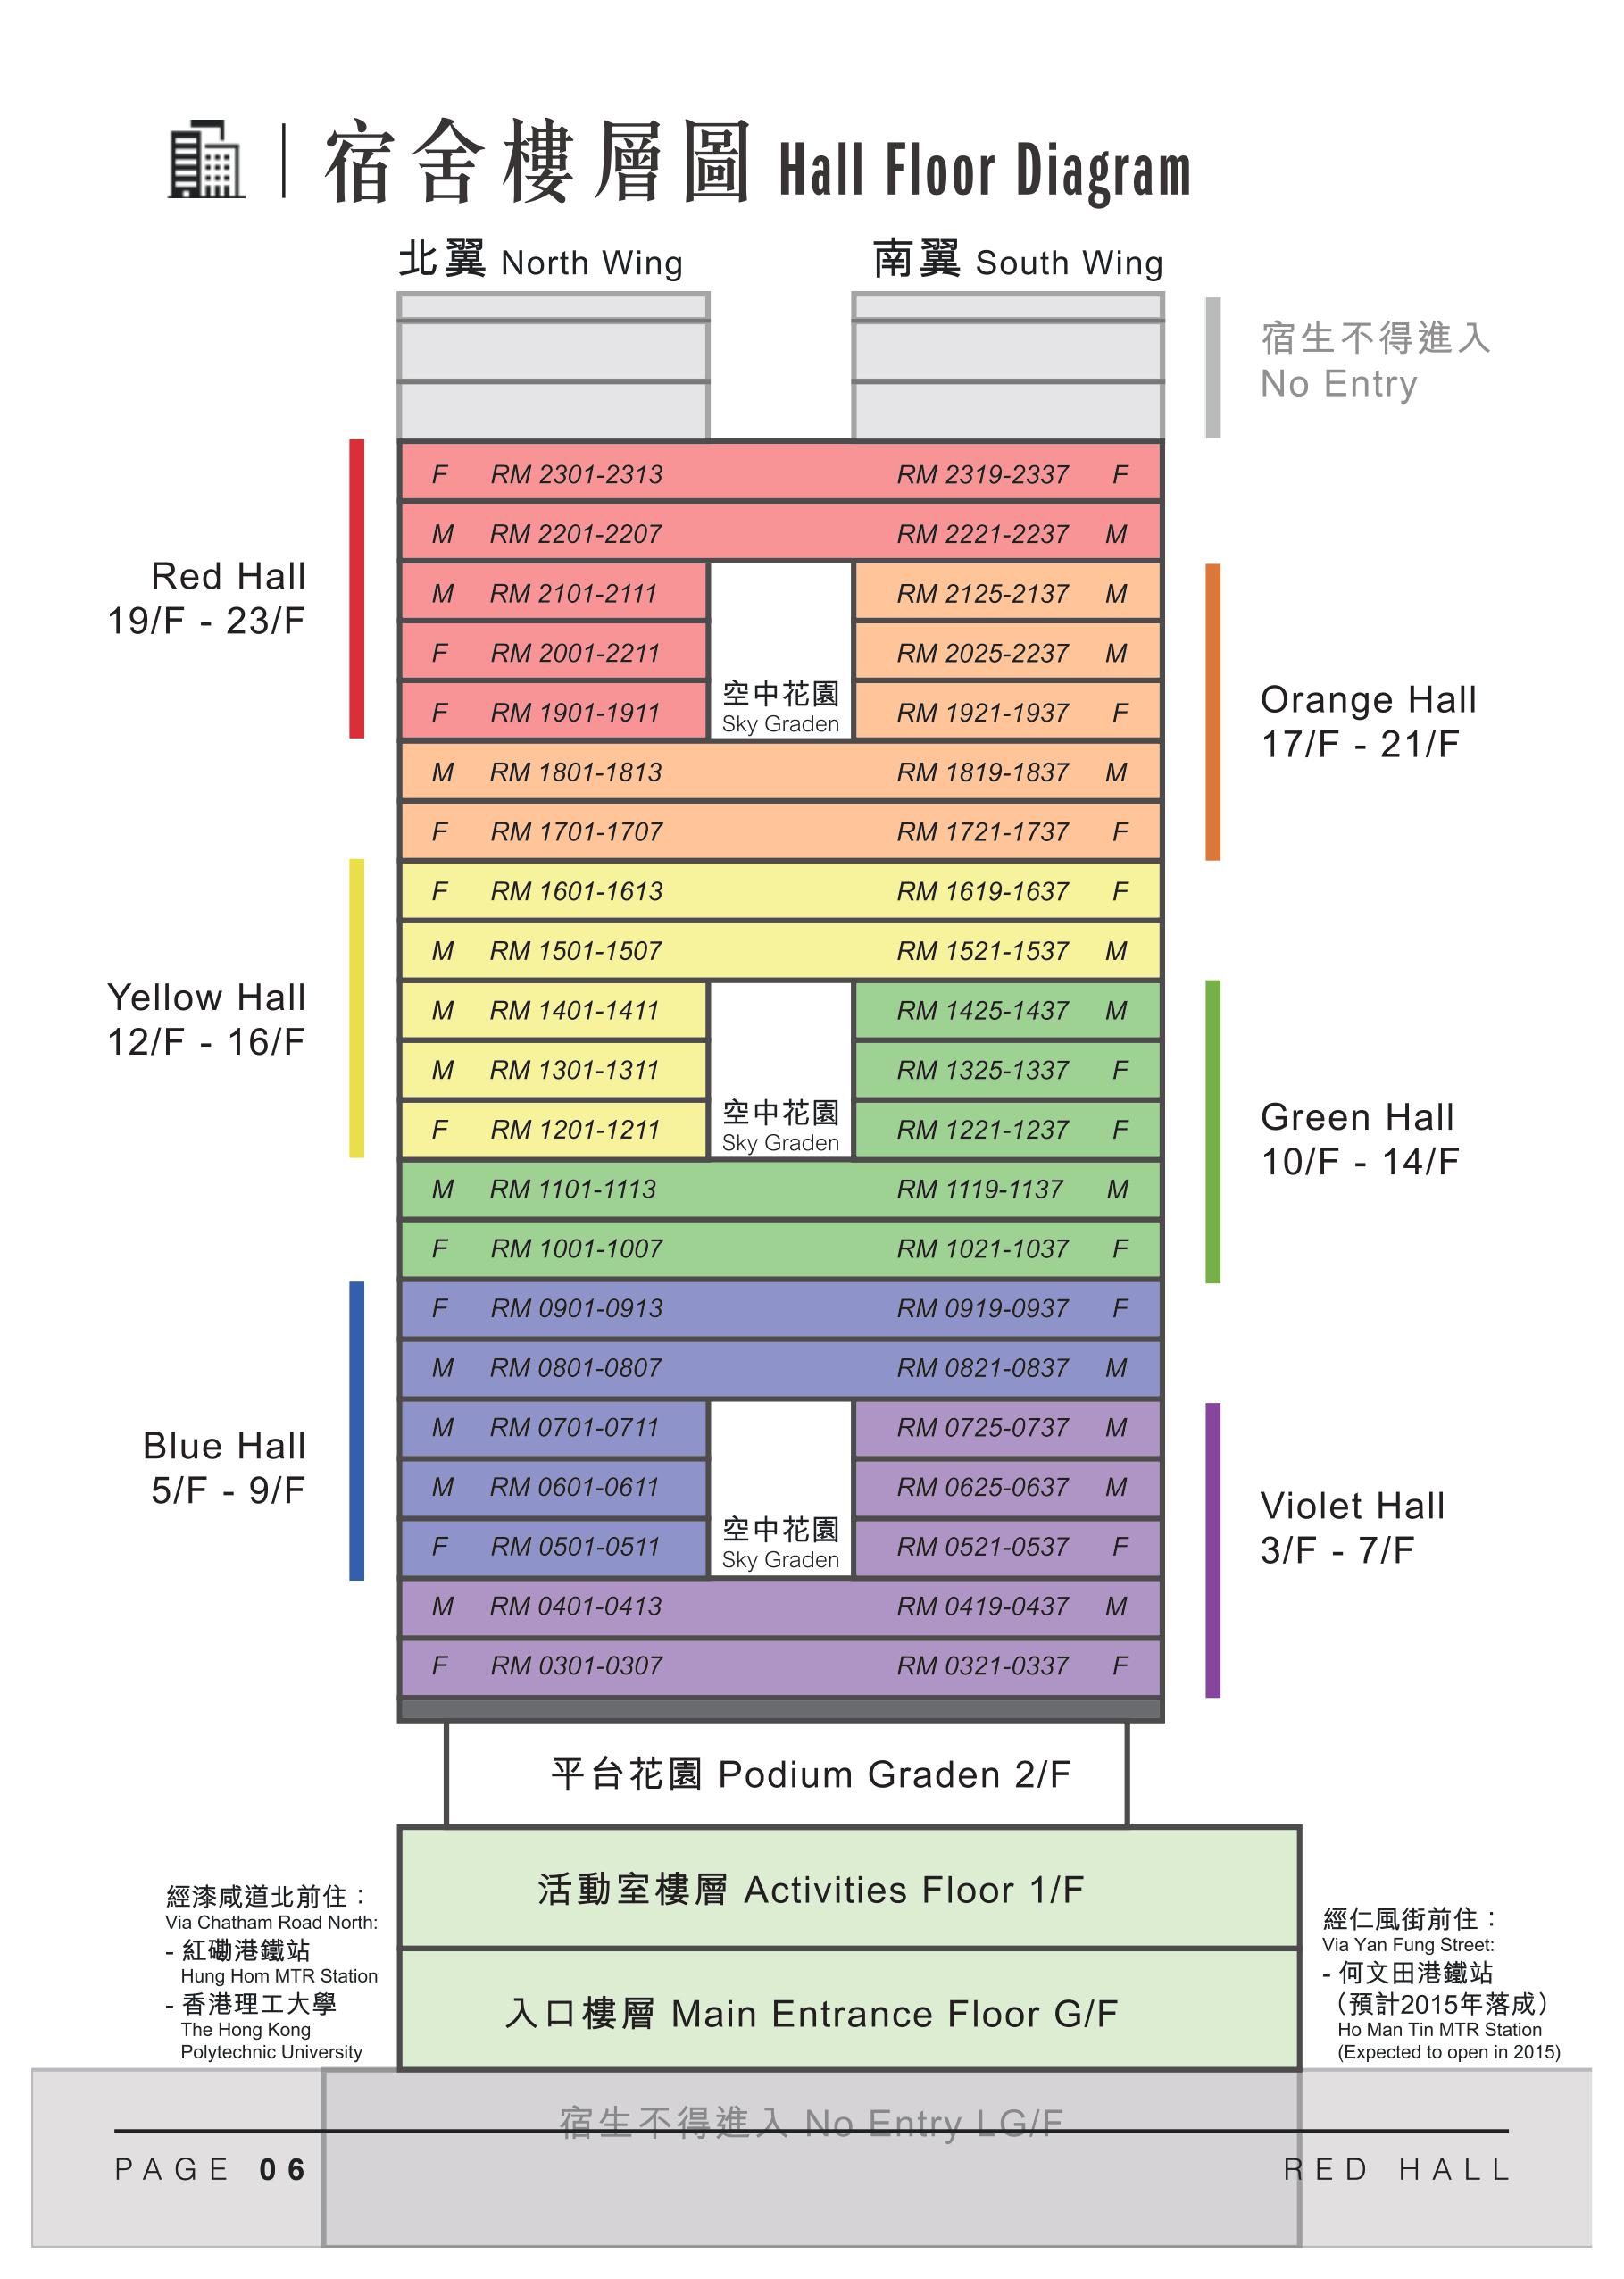 宿舍樓層圖 Hall Floor Diagram
北翼 North Wing
南翼 South Wing
宿生不得進入
No Entry
F RM 2301-2313 RM 2319-2337 F
M RM 2201-2207 RM 2221-2237 M
Red Hall
19/F - 23/F
M RM 2101-2111 RM 2125-2137 M
F RM 2001-2211 RM 2025-2237 M
F RM 1901-1911 RM 1921-1937 F
空中花園
Sky Graden
Orange Hall
17/F - 21/F
M RM 1801-1813 RM 1819-1837 M
F RM 1701-1707 RM 1721-1737 F
F RM 1601-1613 RM 1619-1637 F
M RM 1501-1507 RM 1521-1537 M
Yellow Hall
12/F - 16/F
M RM 1401-1411 RM 1425-1437 M
M RM 1301-1311 RM 1325-1337 F
F RM 1201-1211 RM 1221-1237 F
空中花園
Sky Graden
Green Hall
10/F - 14/F
M RM 1101-1113 RM 1119-1137 M
F RM 1001-1007 RM 1021-1037 F
F RM 0901-0913 RM 0919-0937 F
M RM 0801-0807 RM 0821-0837 M
Blue Hall
5/F - 9/F
M RM 0701-0711 RM 0725-0737 M
M RM 0601-0611 RM 0625-0637 M
F RM 0501-0511 RM 0521-0537 F
空中花園
Sky Graden
Violet Hall
3/F - 7/F
M RM 0401-0413 RM 0419-0437 M
F RM 0301-0307 RM 0321-0337 F
平台花園 Podium Graden 2/F
活動室樓層 Activities Floor 1/F
入口樓層 Main Entrance Floor G/F
經漆咸道北前住：
Via Chatham Road North:
- 紅磡港鐵站
Hung Hom MTR Station
- 香港理工大學
The Hong Kong
Polytechnic University
經仁風街前住：
Via Yan Fung Street:
- 何文田港鐵站
（預計2015年落成）
Ho Man Tin MTR Station
(Expected to open in 2015)
宿生不得進入 No Entry LG/F
PAGE 06
RED HALL